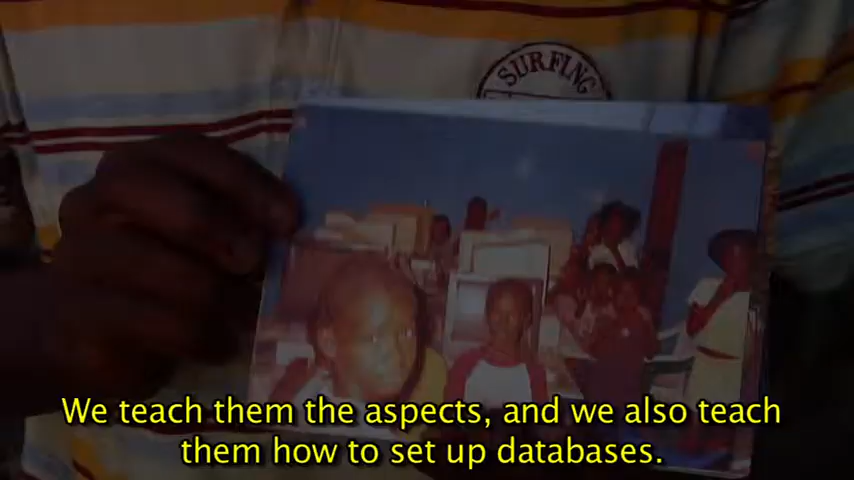 SURFING
We teach them the aspects, and we also teach
them how to set up databases.